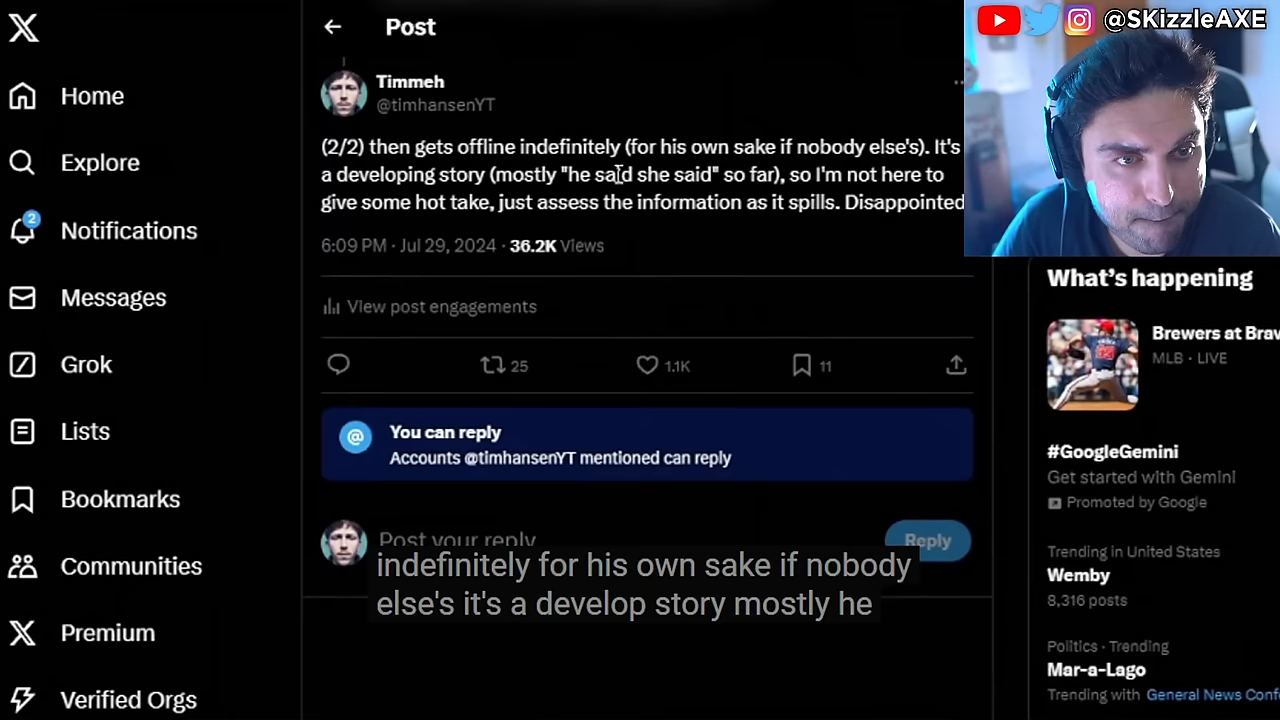 @SKizzleAXE
Post
Home
Explore
2
Notifications
Messages
Grok
Lists
Bookmarks
Communities
Premium
Verified Orgs
Timmeh
@timhansenYT
(2/2) then gets offline indefinitely (for his own sake if nobody else's). It's
a developing story (mostly "he said she said" so far), so I'm not here to
give some hot take, just assess the information as it spills. Disappointed
6:09 PM · Jul 29, 2024 · 36.2K Views
View post engagements
25
1.1K
11
@
You can reply
Accounts @timhansenYT mentioned can reply
Post your reply
Reply
indefinitely for his own sake if nobody
else's it's a develop story mostly he
What's happening
Brewers at Brav
MLB · LIVE
#GoogleGemini
Get started with Gemini
Promoted by Google
Trending in United States
Wemby
8,316 posts
Politics · Trending
Mar-a-Lago
Trending with General News Conf